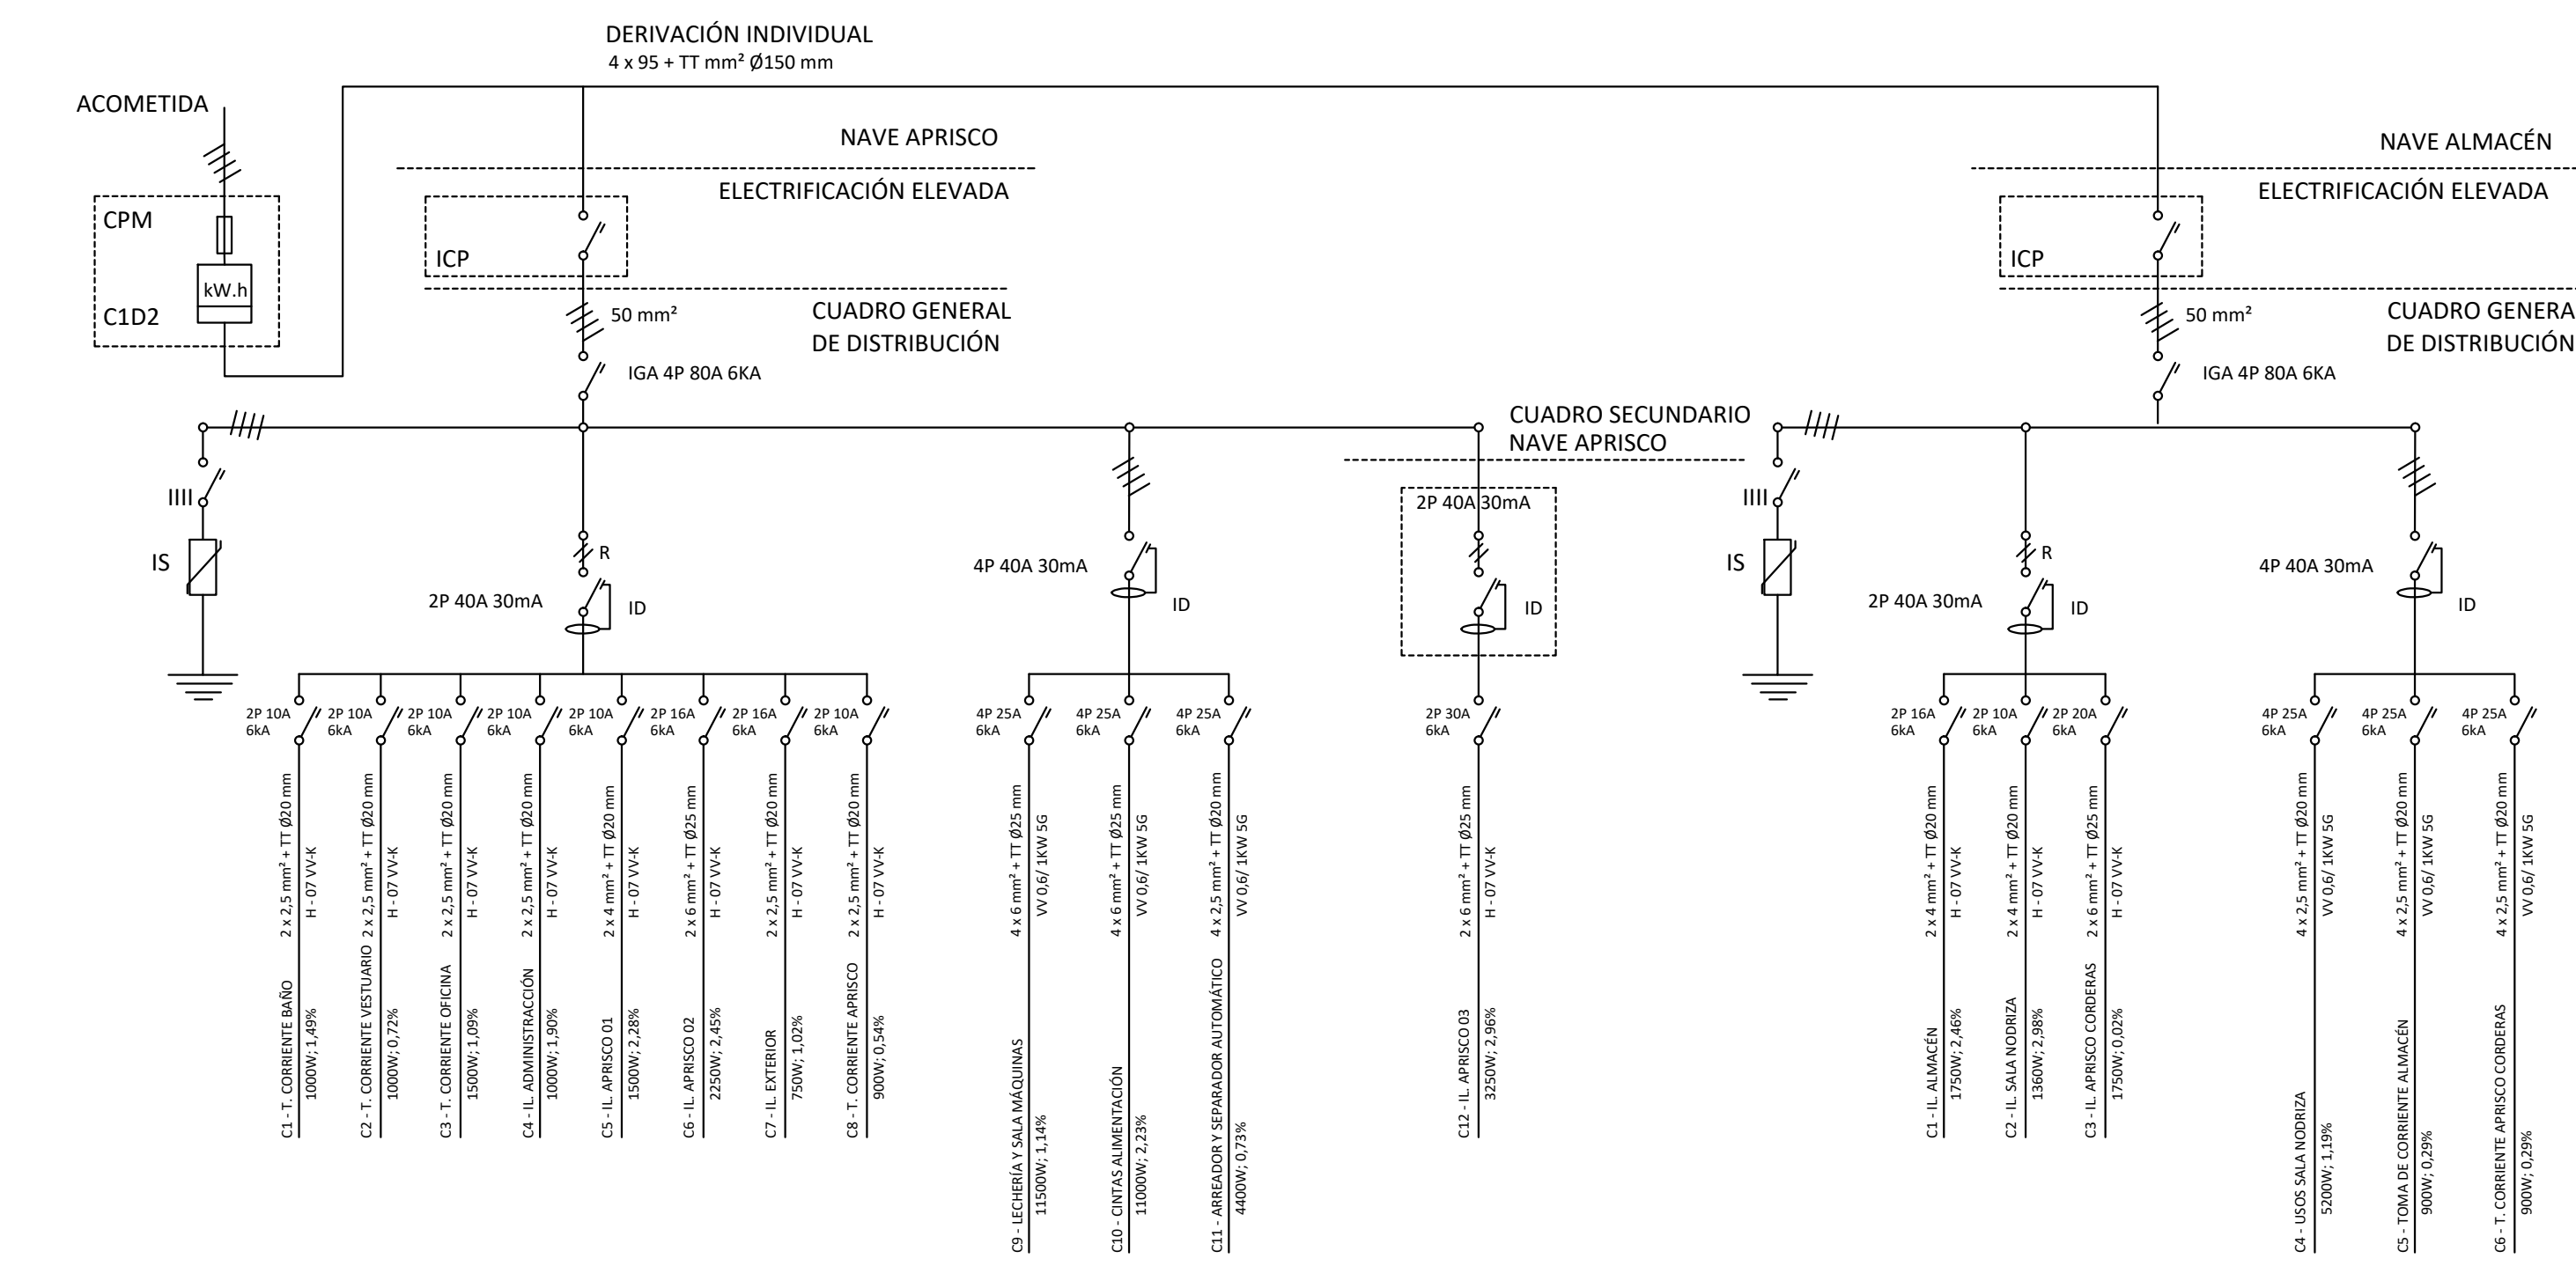 DERIVACIÓN INDIVIDUAL
4 x 95 + TT mm² Ø150 mm
ACOMETIDA
CPM
kW.h
C1D2
NAVE APRISCO
ELECTRIFICACIÓN ELEVADA
ICP
50 mm²
CUADRO GENERAL
DE DISTRIBUCIÓN
IGA 4P 80A 6KA
NAVE ALMACÉN
ELECTRIFICACIÓN ELEVADA
ICP
50 mm²
CUADRO GENERA
DE DISTRIBUCIÓN
IGA 4P 80A 6KA
CUADRO SECUNDARIO
NAVE APRISCO
IIII
IS
R
2P 40A 30mA
ID
4P 40A 30mA
ID
2P 40A 30mA
ID
IIII
IS
R
2P 40A 30mA
ID
4P 40A 30mA
ID
2P 10A
6kA
2 x 2,5 mm² + TT Ø20 mm
H - 07 VV-K
C1 - T. CORRIENTE BAÑO
1000W; 1,49%
2P 10A
6kA
2 x 2,5 mm² + TT Ø20 mm
H - 07 VV-K
C2 - T. CORRIENTE VESTUARIO
1000W; 0,72%
2P 10A
6kA
2 x 2,5 mm² + TT Ø20 mm
H - 07 VV-K
C3 - T. CORRIENTE OFICINA
1500W; 1,09%
2P 10A
6kA
2 x 2,5 mm² + TT Ø20 mm
H - 07 VV-K
C4 - IL. ADMINISTRACCIÓN
1000W; 1,90%
2P 10A
6kA
2 x 4 mm² + TT Ø20 mm
H - 07 VV-K
C5 - IL. APRISCO 01
1500W; 2,28%
2P 16A
6kA
2 x 6 mm² + TT Ø25 mm
H - 07 VV-K
C6 - IL. APRISCO 02
2250W; 2,45%
2P 16A
6kA
2 x 2,5 mm² + TT Ø20 mm
H - 07 VV-K
C7 - IL. EXTERIOR
750W; 1,02%
2P 10A
6kA
2 x 2,5 mm² + TT Ø20 mm
H - 07 VV-K
C8 - T. CORRIENTE APRISCO
900W; 0,54%
4P 25A
6kA
4 x 6 mm² + TT Ø25 mm
VV 0,6/ 1KW 5G
C9 - LECHERÍA Y SALA MÁQUINAS
11500W; 1,14%
4P 25A
6kA
4 x 6 mm² + TT Ø25 mm
VV 0,6/ 1KW 5G
C10 - CINTAS ALIMENTACIÓN
11000W; 2,23%
4P 25A
6kA
4 x 2,5 mm² + TT Ø20 mm
VV 0,6/ 1KW 5G
C11 - ARREADOR Y SEPARADOR AUTOMÁTICO
4400W; 0,73%
2P 30A
6kA
2 x 6 mm² + TT Ø25 mm
H - 07 VV-K
C12 - IL. APRISCO 03
3250W; 2,96%
2P 16A
6kA
2 x 4 mm² + TT Ø20 mm
H - 07 VV-K
C1 - IL. ALMACÉN
1750W; 2,46%
2P 10A
6kA
2 x 4 mm² + TT Ø20 mm
H - 07 VV-K
C2 - IL. SALA NODRIZA
1360W; 2,98%
2P 20A
6kA
2 x 6 mm² + TT Ø25 mm
H - 07 VV-K
C3 - IL. APRISCO CORDERAS
1750W; 0,02%
4P 25A
6kA
4 x 2,5 mm² + TT Ø20 mm
VV 0,6/ 1KW 5G
C4 - USOS SALA NODRIZA
5200W; 1,19%
4P 25A
6kA
4 x 2,5 mm² + TT Ø20 mm
VV 0,6/ 1KW 5G
C5 - TOMA DE CORRIENTE ALMACÉN
900W; 0,29%
4P 25A
6kA
4 x 2,5 mm² + TT Ø20 mm
VV 0,6/ 1KW 5G
C6 - T. CORRIENTE APRISCO CORDERAS
900W; 0,29%